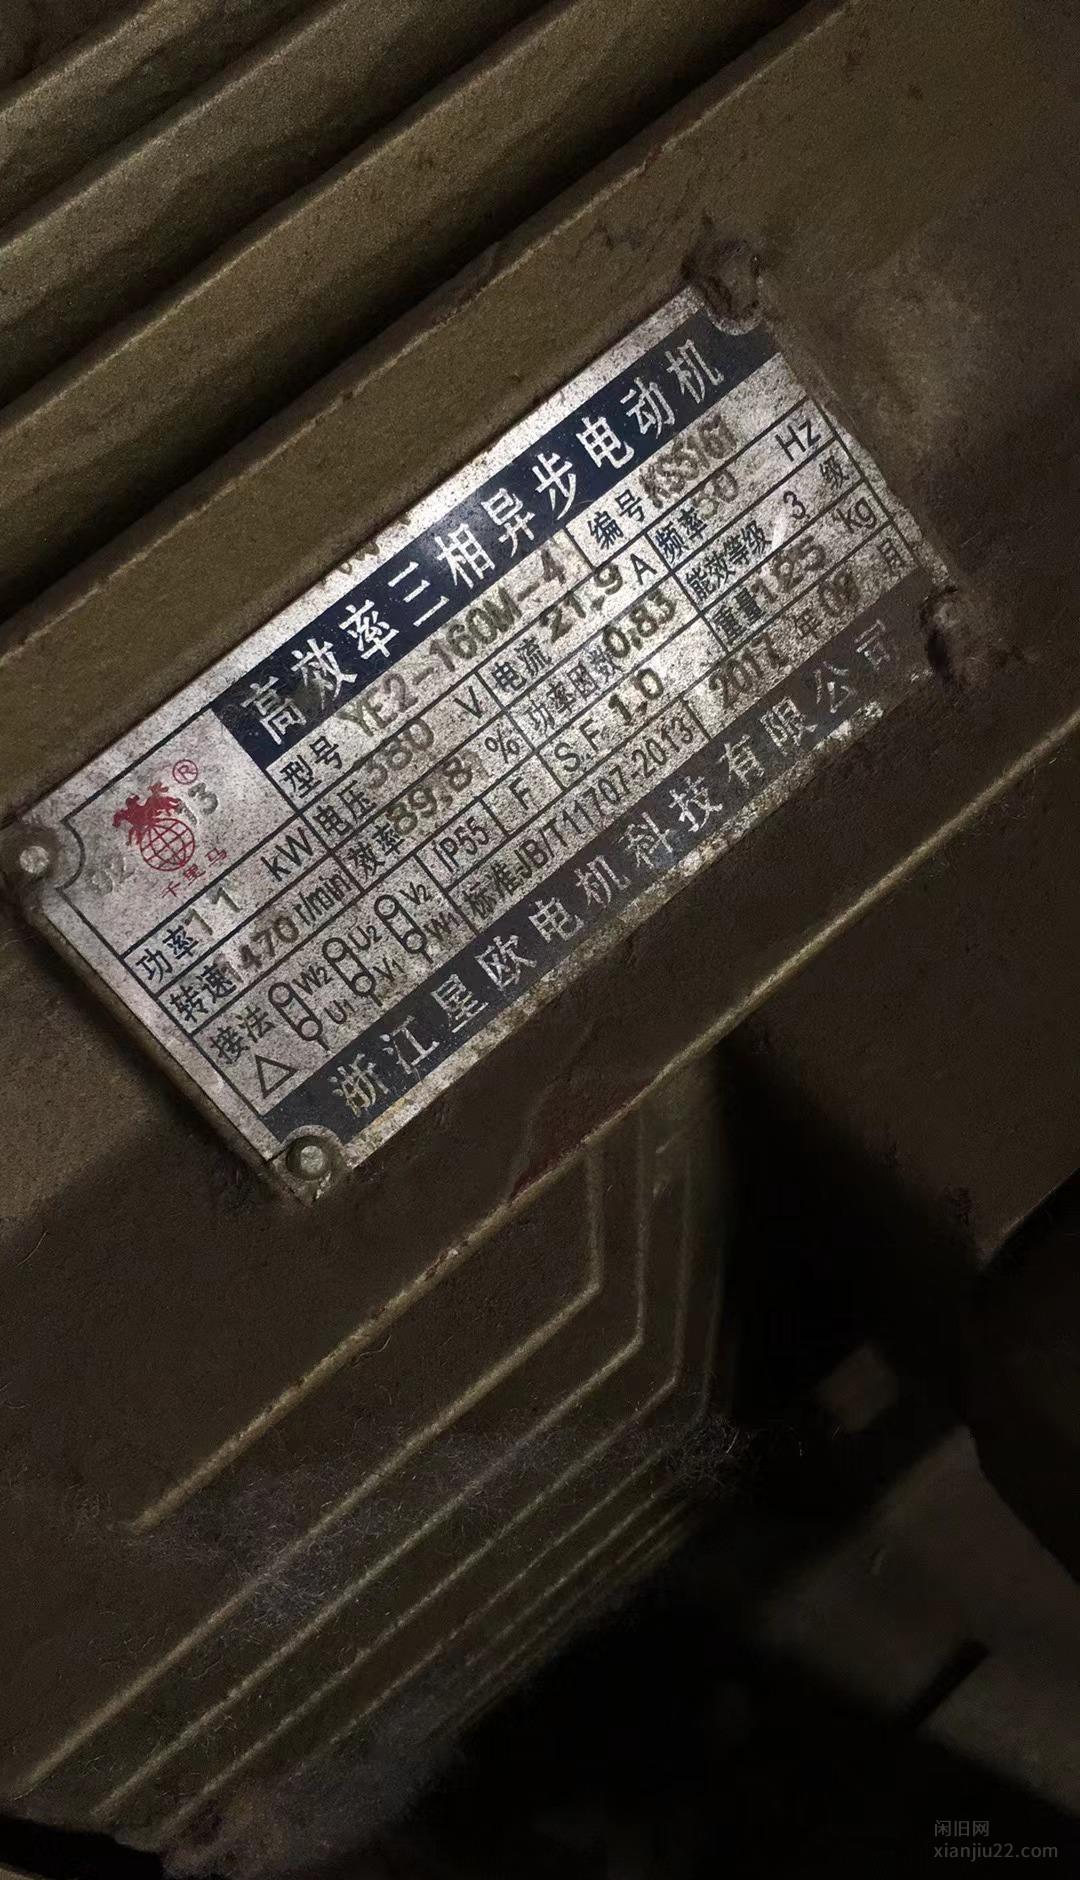 高效率三相异步电动机
型号 YE2-160M-4 编号 KS5167
功率 11 kW 电压 380 V 电流 21.9 A 频率 50 Hz
转速 1470 r/min 效率 89.8 % 功率因数 0.83 能效等级 3 级
接法 IP55 F S.F 1.0 重量 125 kg
W2 U2 V2
U1 V1 W1
△
标准 JB/T11707-2013 2017 年 07 月
浙江星欧电机科技有限公司
®
千里马
闲旧网
xianjiu22.com